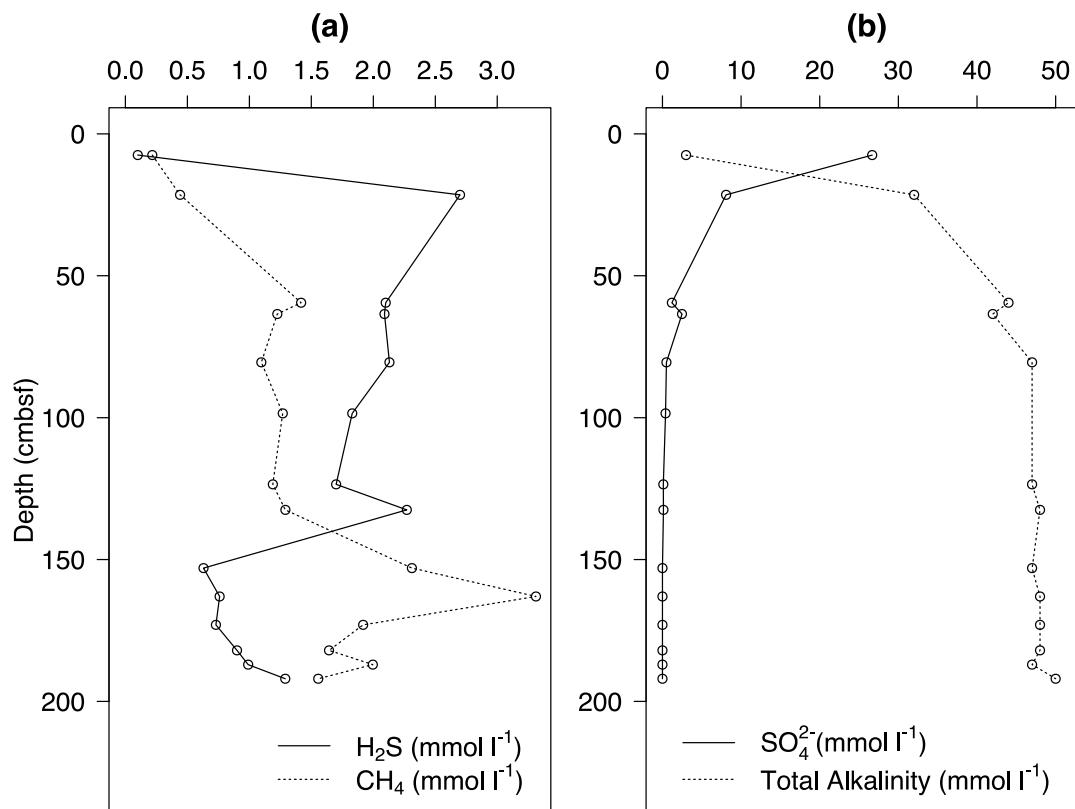 (a)
(b)
0.0 0.5 1.0 1.5 2.0 2.5 3.0
0 10 20 30 40 50
0
50
100
150
200
Depth (cmbsf)
H₂S (mmol l⁻¹)
CH₄ (mmol l⁻¹)
0
50
100
150
200
SO₄²⁻(mmol l⁻¹)
Total Alkalinity (mmol l⁻¹)